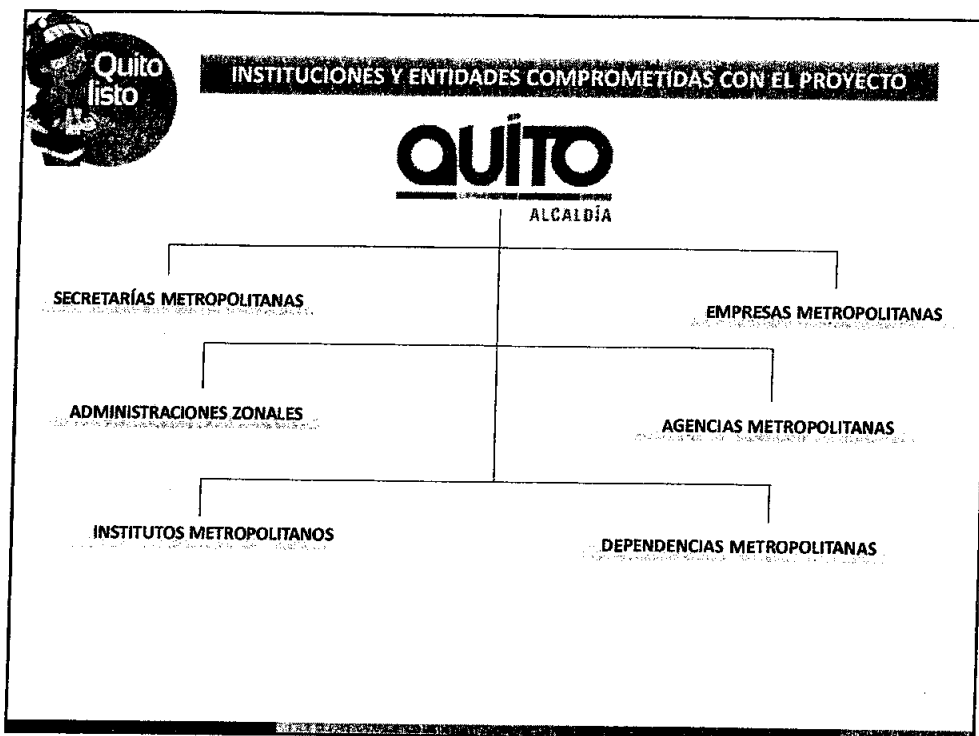 Quito
listo
INSTITUCIONES Y ENTIDADES COMPROMETIDAS CON EL PROYECTO
QUITO
ALCALDÍA
SECRETARÍAS METROPOLITANAS
EMPRESAS METROPOLITANAS
ADMINISTRACIONES ZONALES
AGENCIAS METROPOLITANAS
INSTITUTOS METROPOLITANOS
DEPENDENCIAS METROPOLITANAS